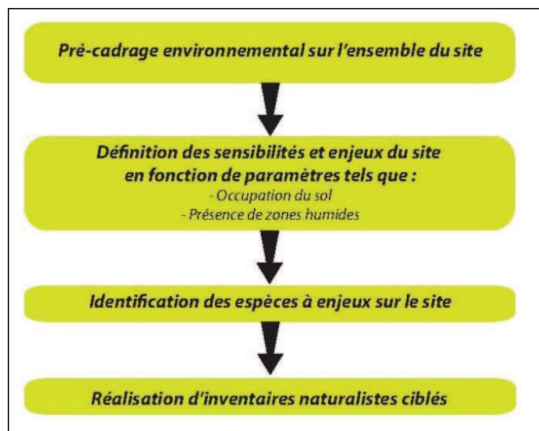 Pré-cadrage environnemental sur l'ensemble du site
Définition des sensibilités et enjeux du site
en fonction de paramètres tels que :
- Occupation du sol
- Présence de zones humides
Identification des espèces à enjeux sur le site
Réalisation d'inventaires naturalistes ciblés